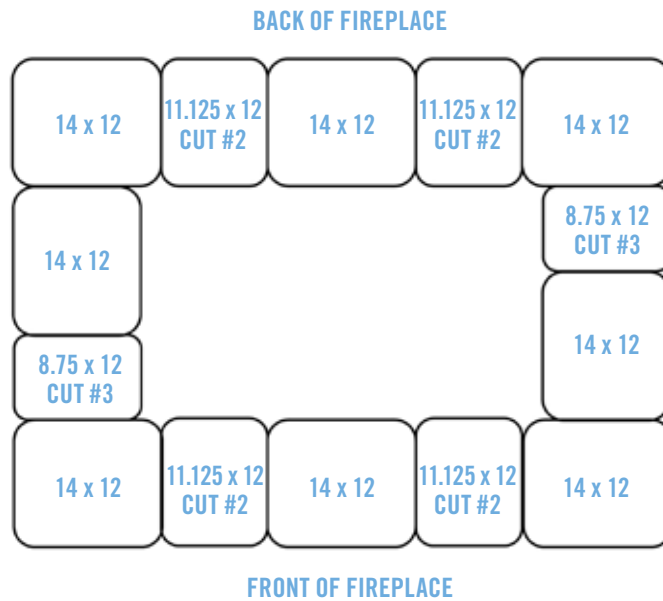 BACK OF FIREPLACE
14 x 12
11.125 x 12
CUT #2
14 x 12
11.125 x 12
CUT #2
14 x 12
14 x 12
8.75 x 12
CUT #3
14 x 12
8.75 x 12
CUT #3
14 x 12
11.125 x 12
CUT #2
14 x 12
11.125 x 12
CUT #2
14 x 12
FRONT OF FIREPLACE